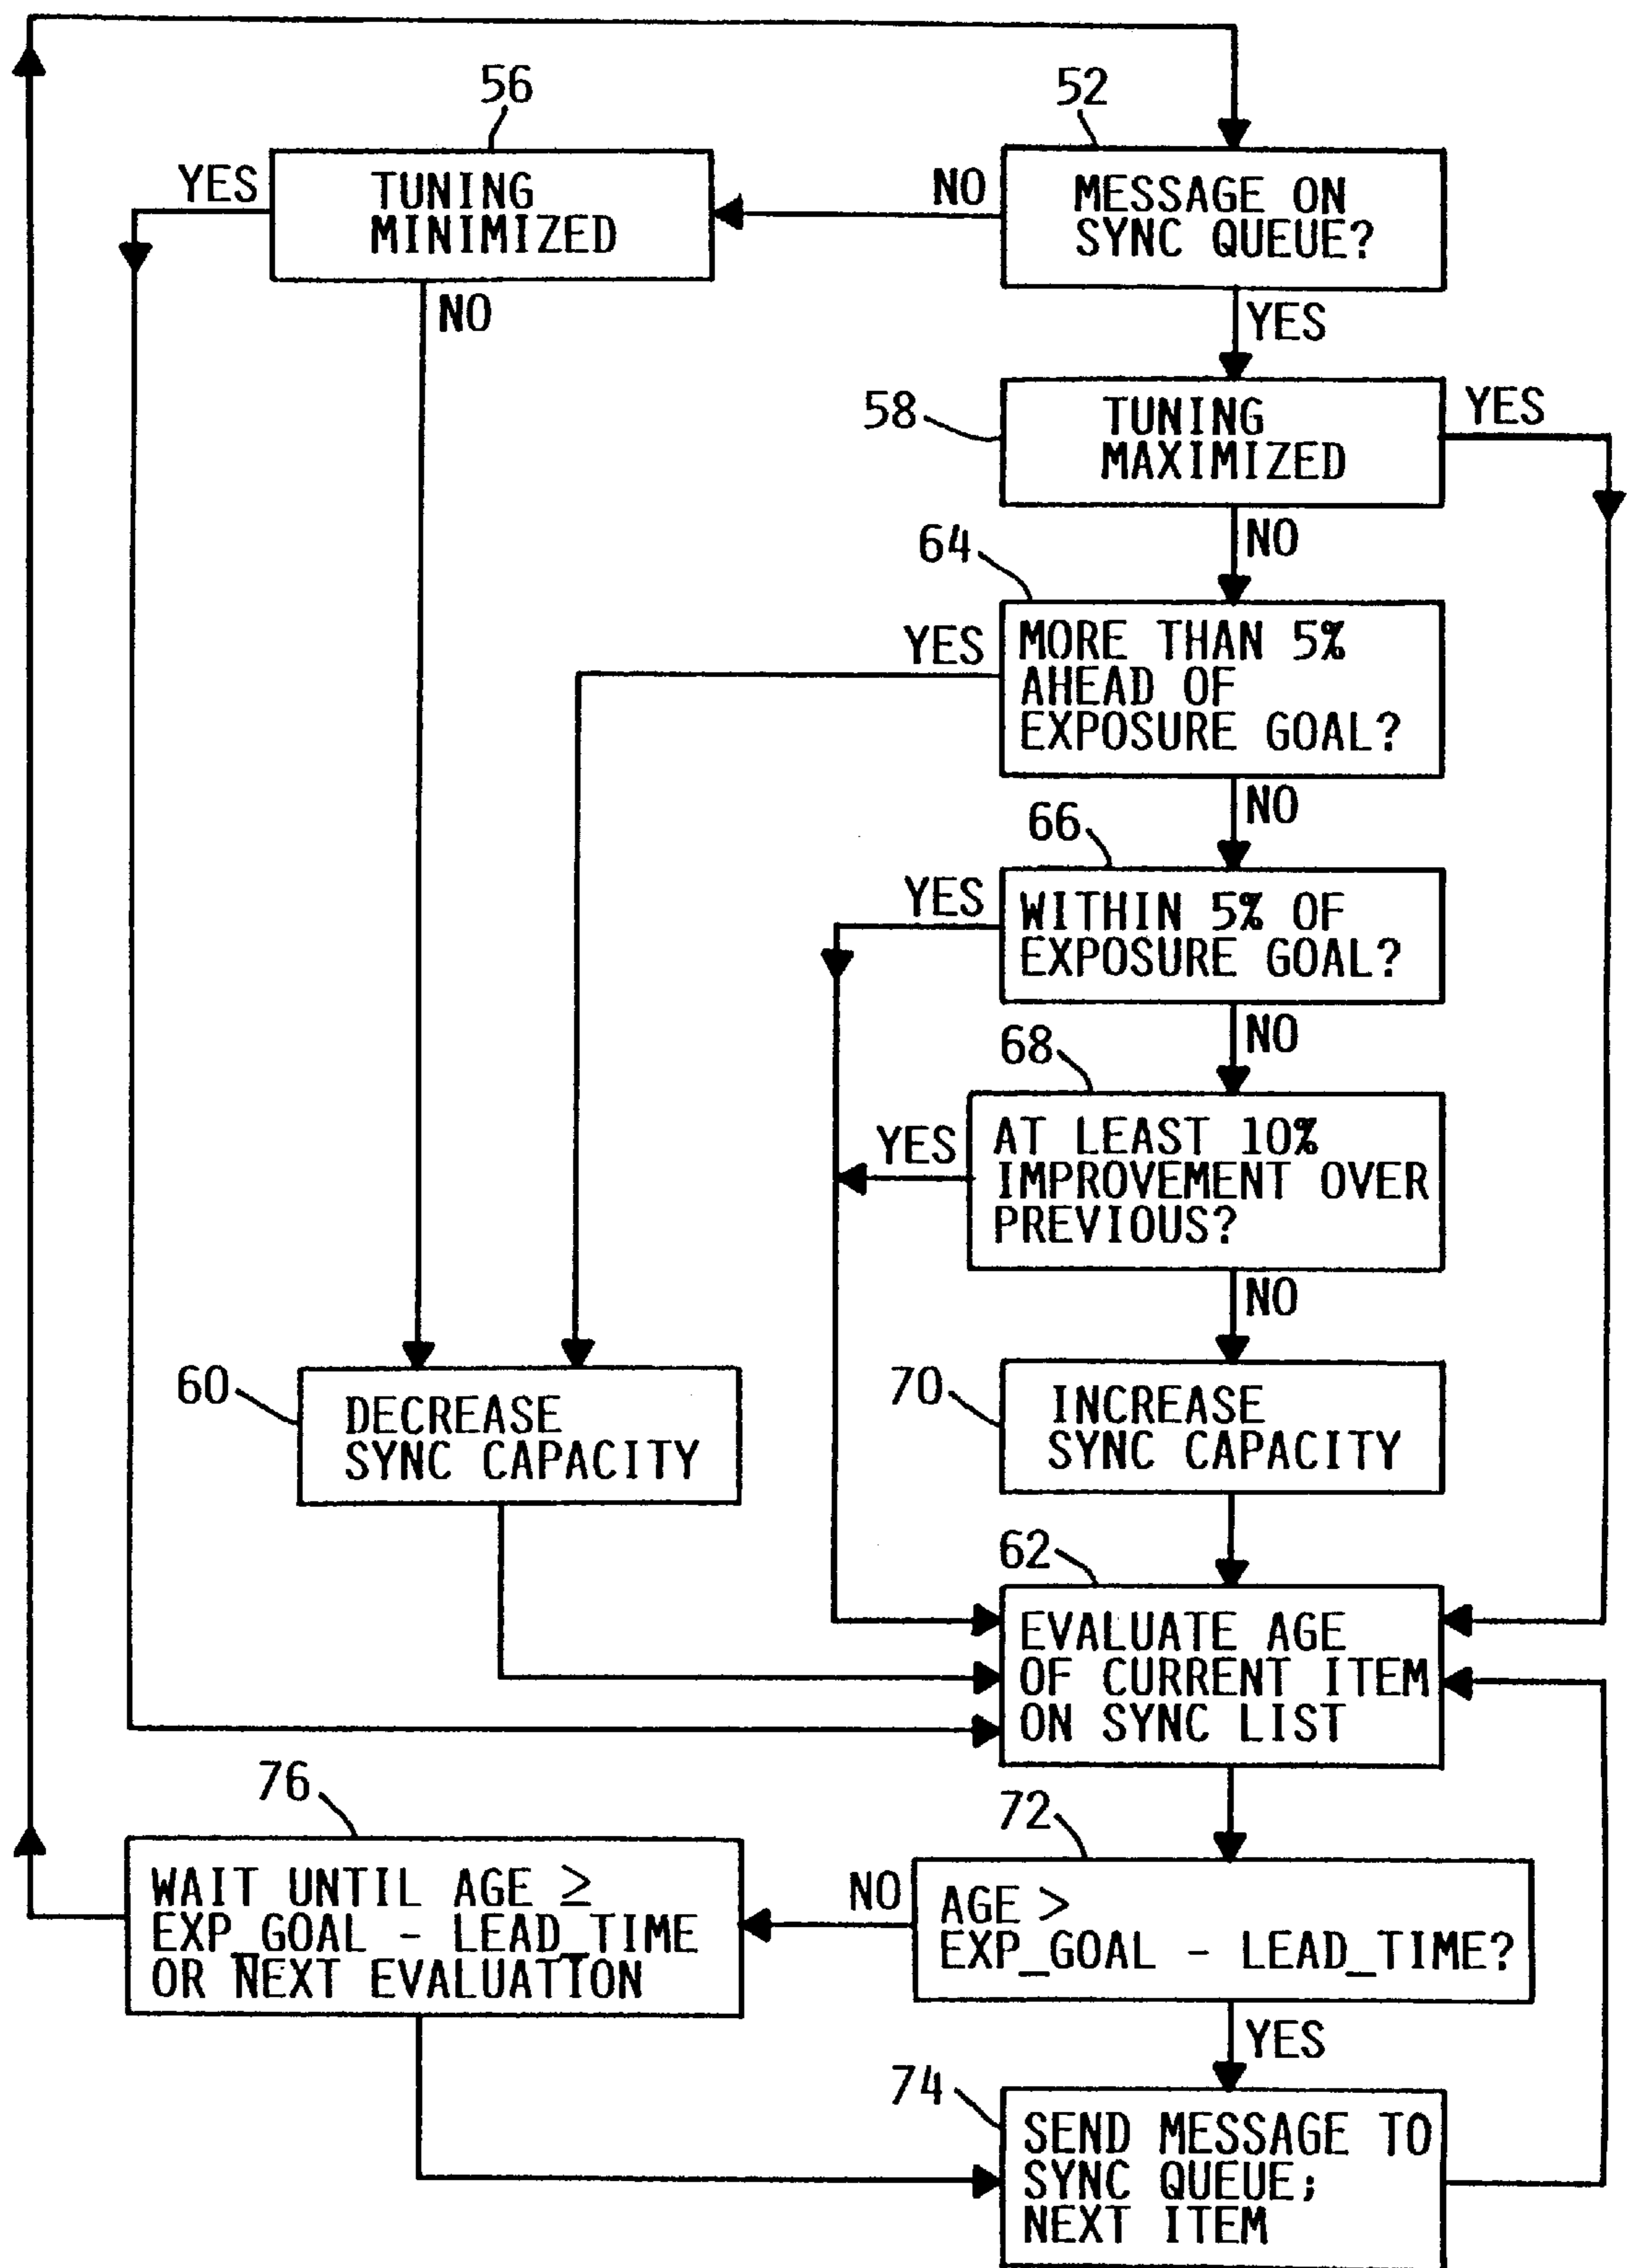 56
52
YES
TUNING
MINIMIZED
NO
MESSAGE ON
SYNC QUEUE?
NO
YES
58
TUNING
MAXIMIZED
YES
NO
64
YES
MORE THAN 5%
AHEAD OF
EXPOSURE GOAL?
NO
66
YES
WITHIN 5% OF
EXPOSURE GOAL?
NO
68
YES
AT LEAST 10%
IMPROVEMENT OVER
PREVIOUS?
NO
60
DECREASE
SYNC CAPACITY
70
INCREASE
SYNC CAPACITY
62
EVALUATE AGE
OF CURRENT ITEM
ON SYNC LIST
76
72
WAIT UNTIL AGE ≥
EXP_GOAL - LEAD_TIME
OR NEXT EVALUATION
NO
AGE >
EXP_GOAL - LEAD_TIME?
YES
74
SEND MESSAGE TO
SYNC QUEUE;
NEXT ITEM